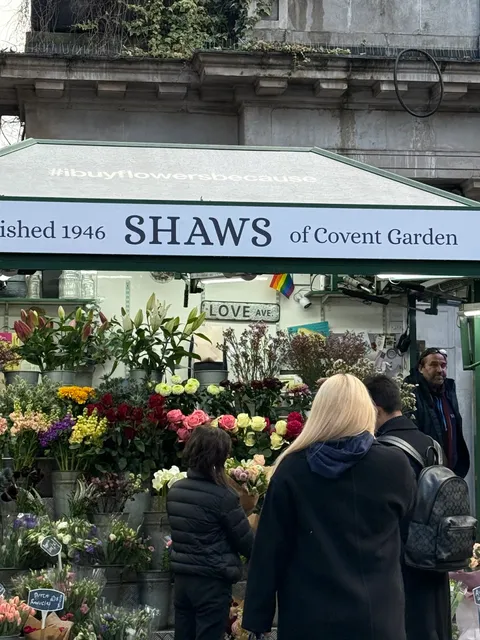 #ibuyflowersbecause
ished 1946 SHAWS of Covent Garden
LOVE AVE